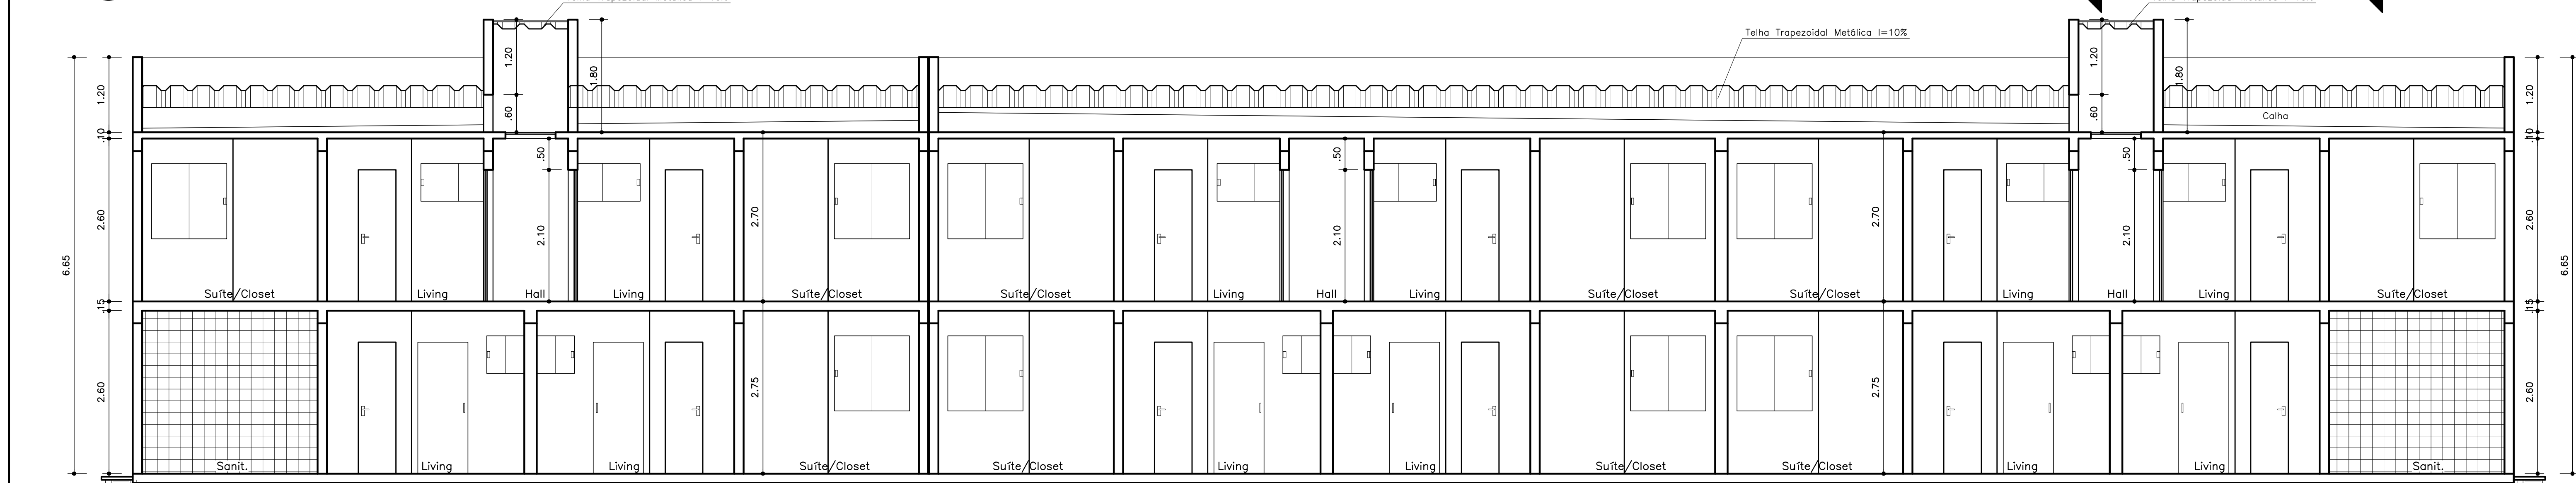 Telha Trapezoidal Metálica I=10%
1.20
1.80
.60
1.20
1.80
.60
1.20
.10
2.60
6.65
.15
2.60
1.20
.10
2.60
6.65
.15
2.60
Calha
.50
2.10
2.70
.50
2.10
2.70
.50
2.10
Suíte/Closet
Living
Hall
Living
Suíte/Closet
Suíte/Closet
Living
Hall
Living
Suíte/Closet
Suíte/Closet
Living
Hall
Living
Suíte/Closet
2.75
2.75
Sanit.
Living
Living
Suíte/Closet
Suíte/Closet
Living
Living
Suíte/Closet
Suíte/Closet
Living
Living
Sanit.